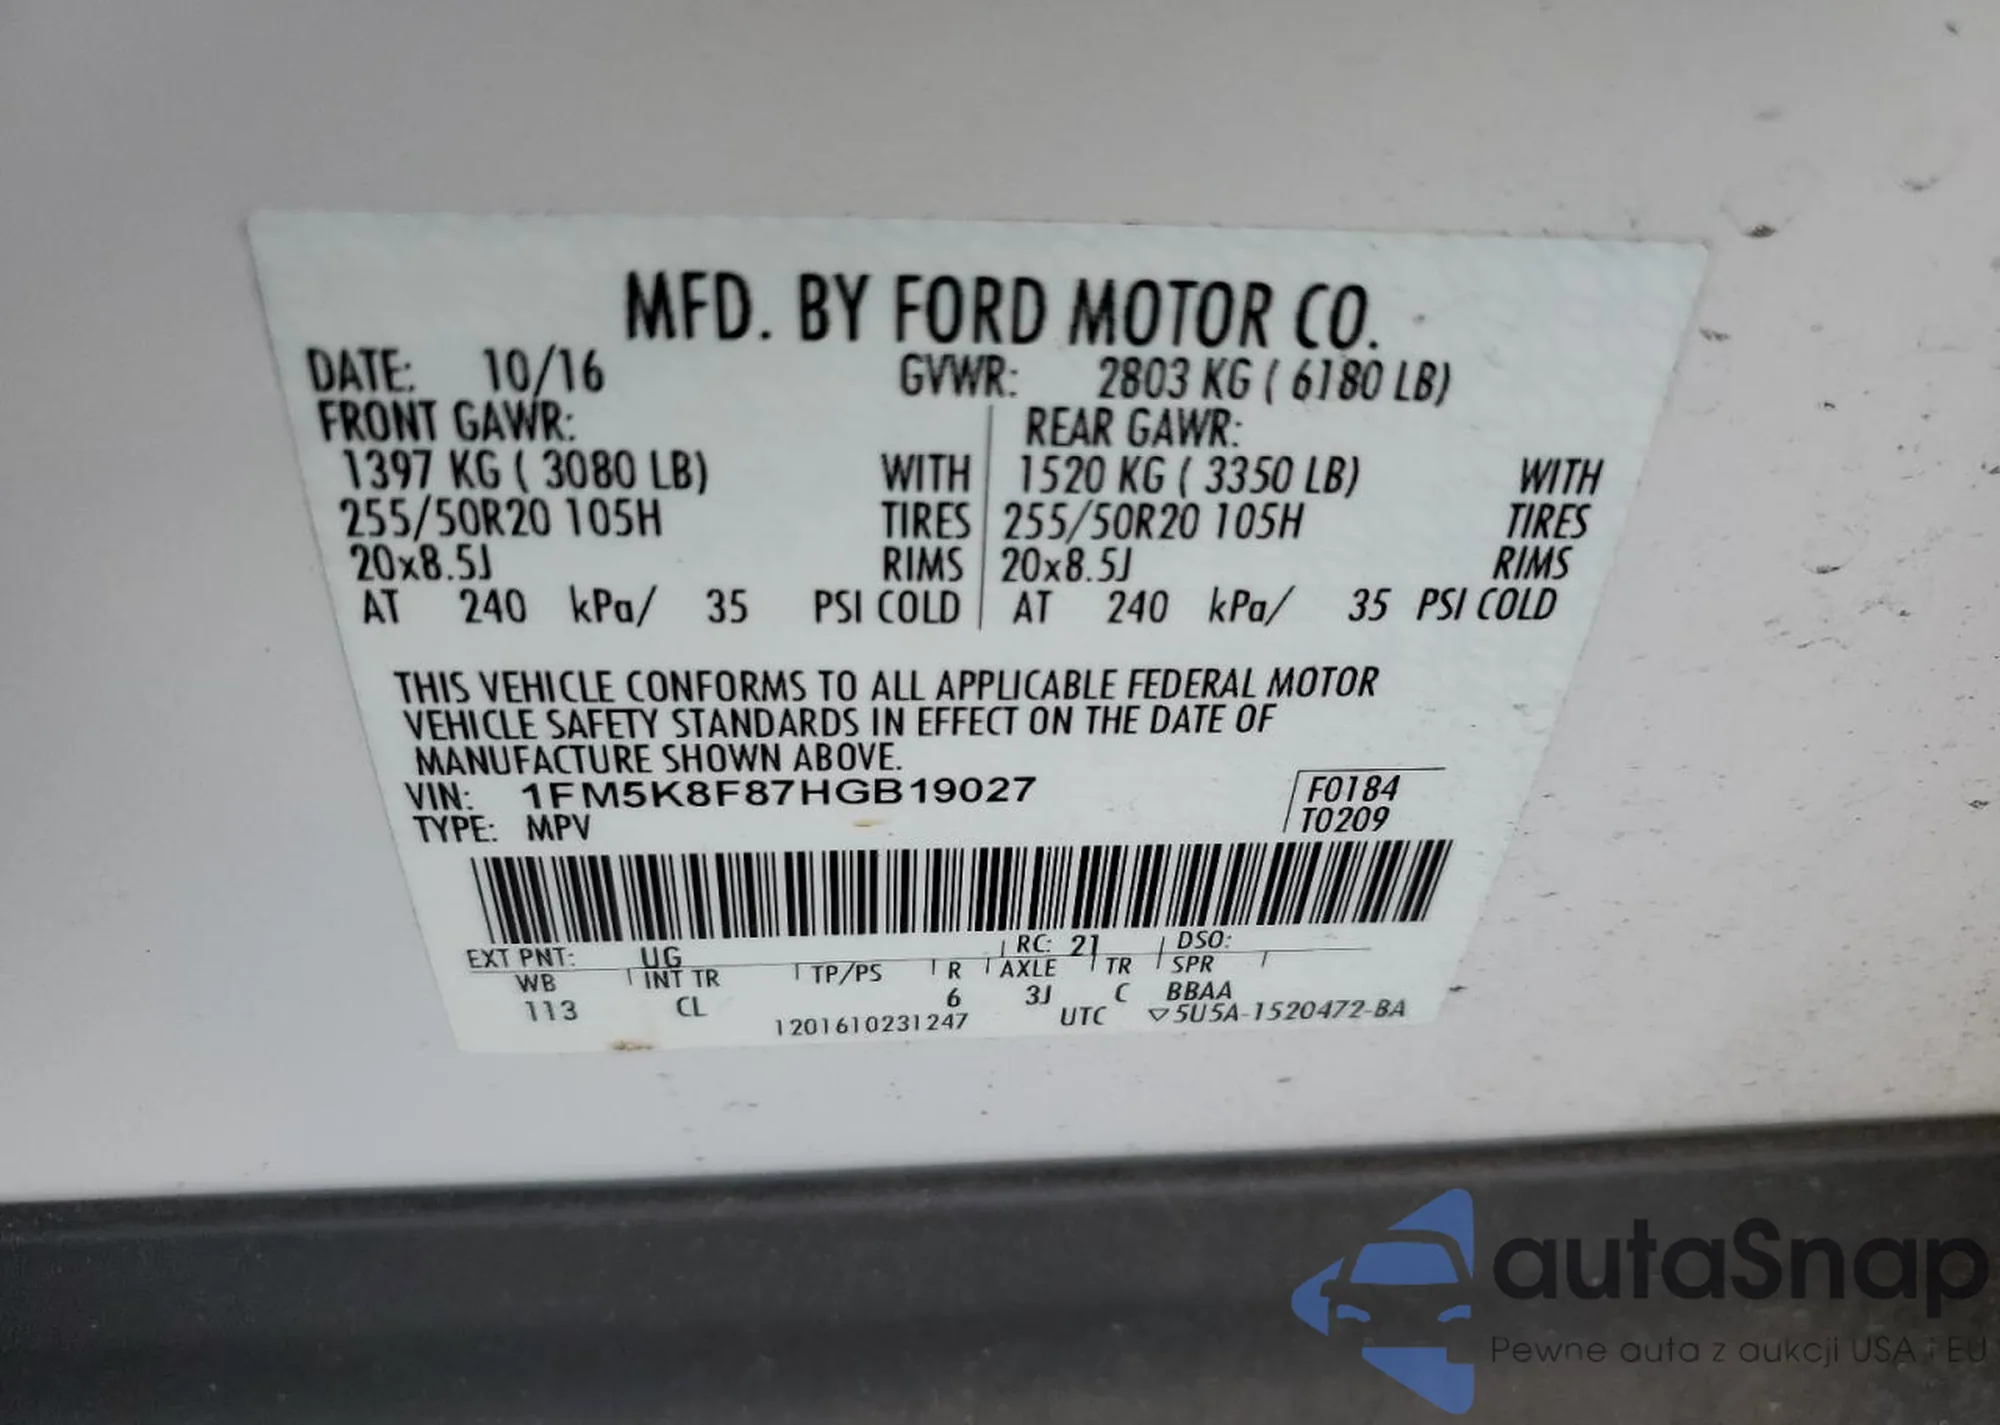 MFD. BY FORD MOTOR CO.
DATE: 10/16 GVWR: 2803 KG ( 6180 LB)
FRONT GAWR: REAR GAWR:
1397 KG ( 3080 LB) WITH 1520 KG ( 3350 LB) WITH
255/50R20 105H TIRES 255/50R20 105H TIRES
20x8.5J RIMS 20x8.5J RIMS
AT 240 kPa/ 35 PSI COLD AT 240 kPa/ 35 PSI COLD
THIS VEHICLE CONFORMS TO ALL APPLICABLE FEDERAL MOTOR
VEHICLE SAFETY STANDARDS IN EFFECT ON THE DATE OF
MANUFACTURE SHOWN ABOVE.
VIN: 1FM5K8F87HGB19027 F0184
TYPE: MPV T0209
EXT PNT: UG RC: 21 DSO:
WB INT TR TP/PS R AXLE TR SPR
113 CL 6 3J C BBAA
1201610231247 UTC ▽5U5A-1520472-BA
autaSnap
Pewne auta z aukcji USA i EU